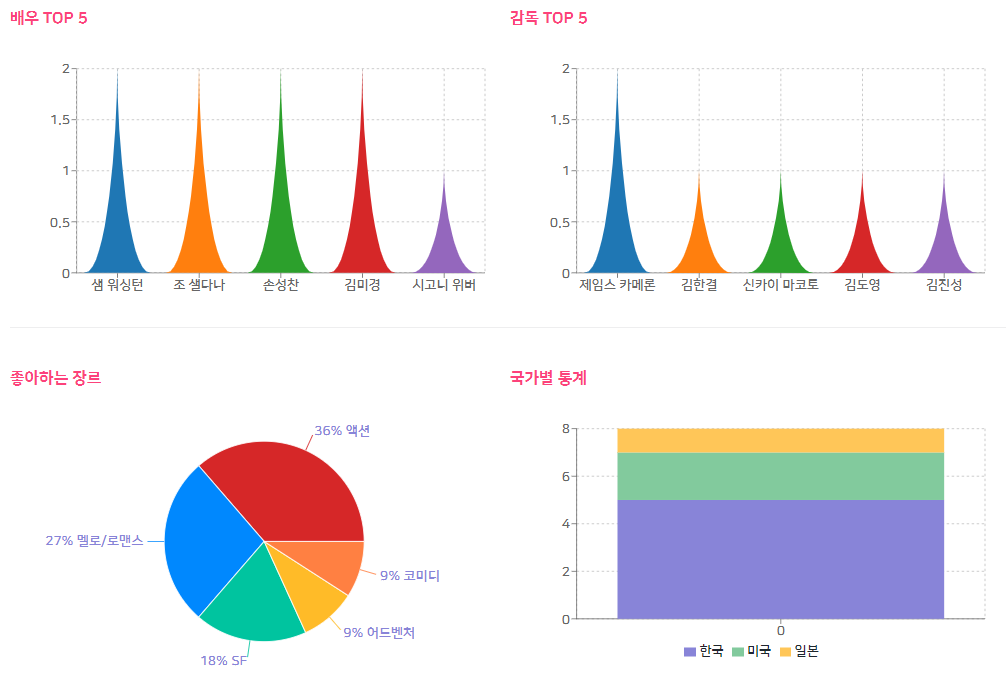 배우 TOP 5
2
1.5
1
0.5
0
샘 워싱턴 조 샐다나 손성찬 김미경 시고니 위버
감독 TOP 5
2
1.5
1
0.5
0
제임스 카메론 김한결 신카이 마코토 김도영 김진성
좋아하는 장르
36% 액션
27% 멜로/로맨스
9% 코미디
9% 어드벤처
18% SF
국가별 통계
8
6
4
2
0
0
한국 미국 일본